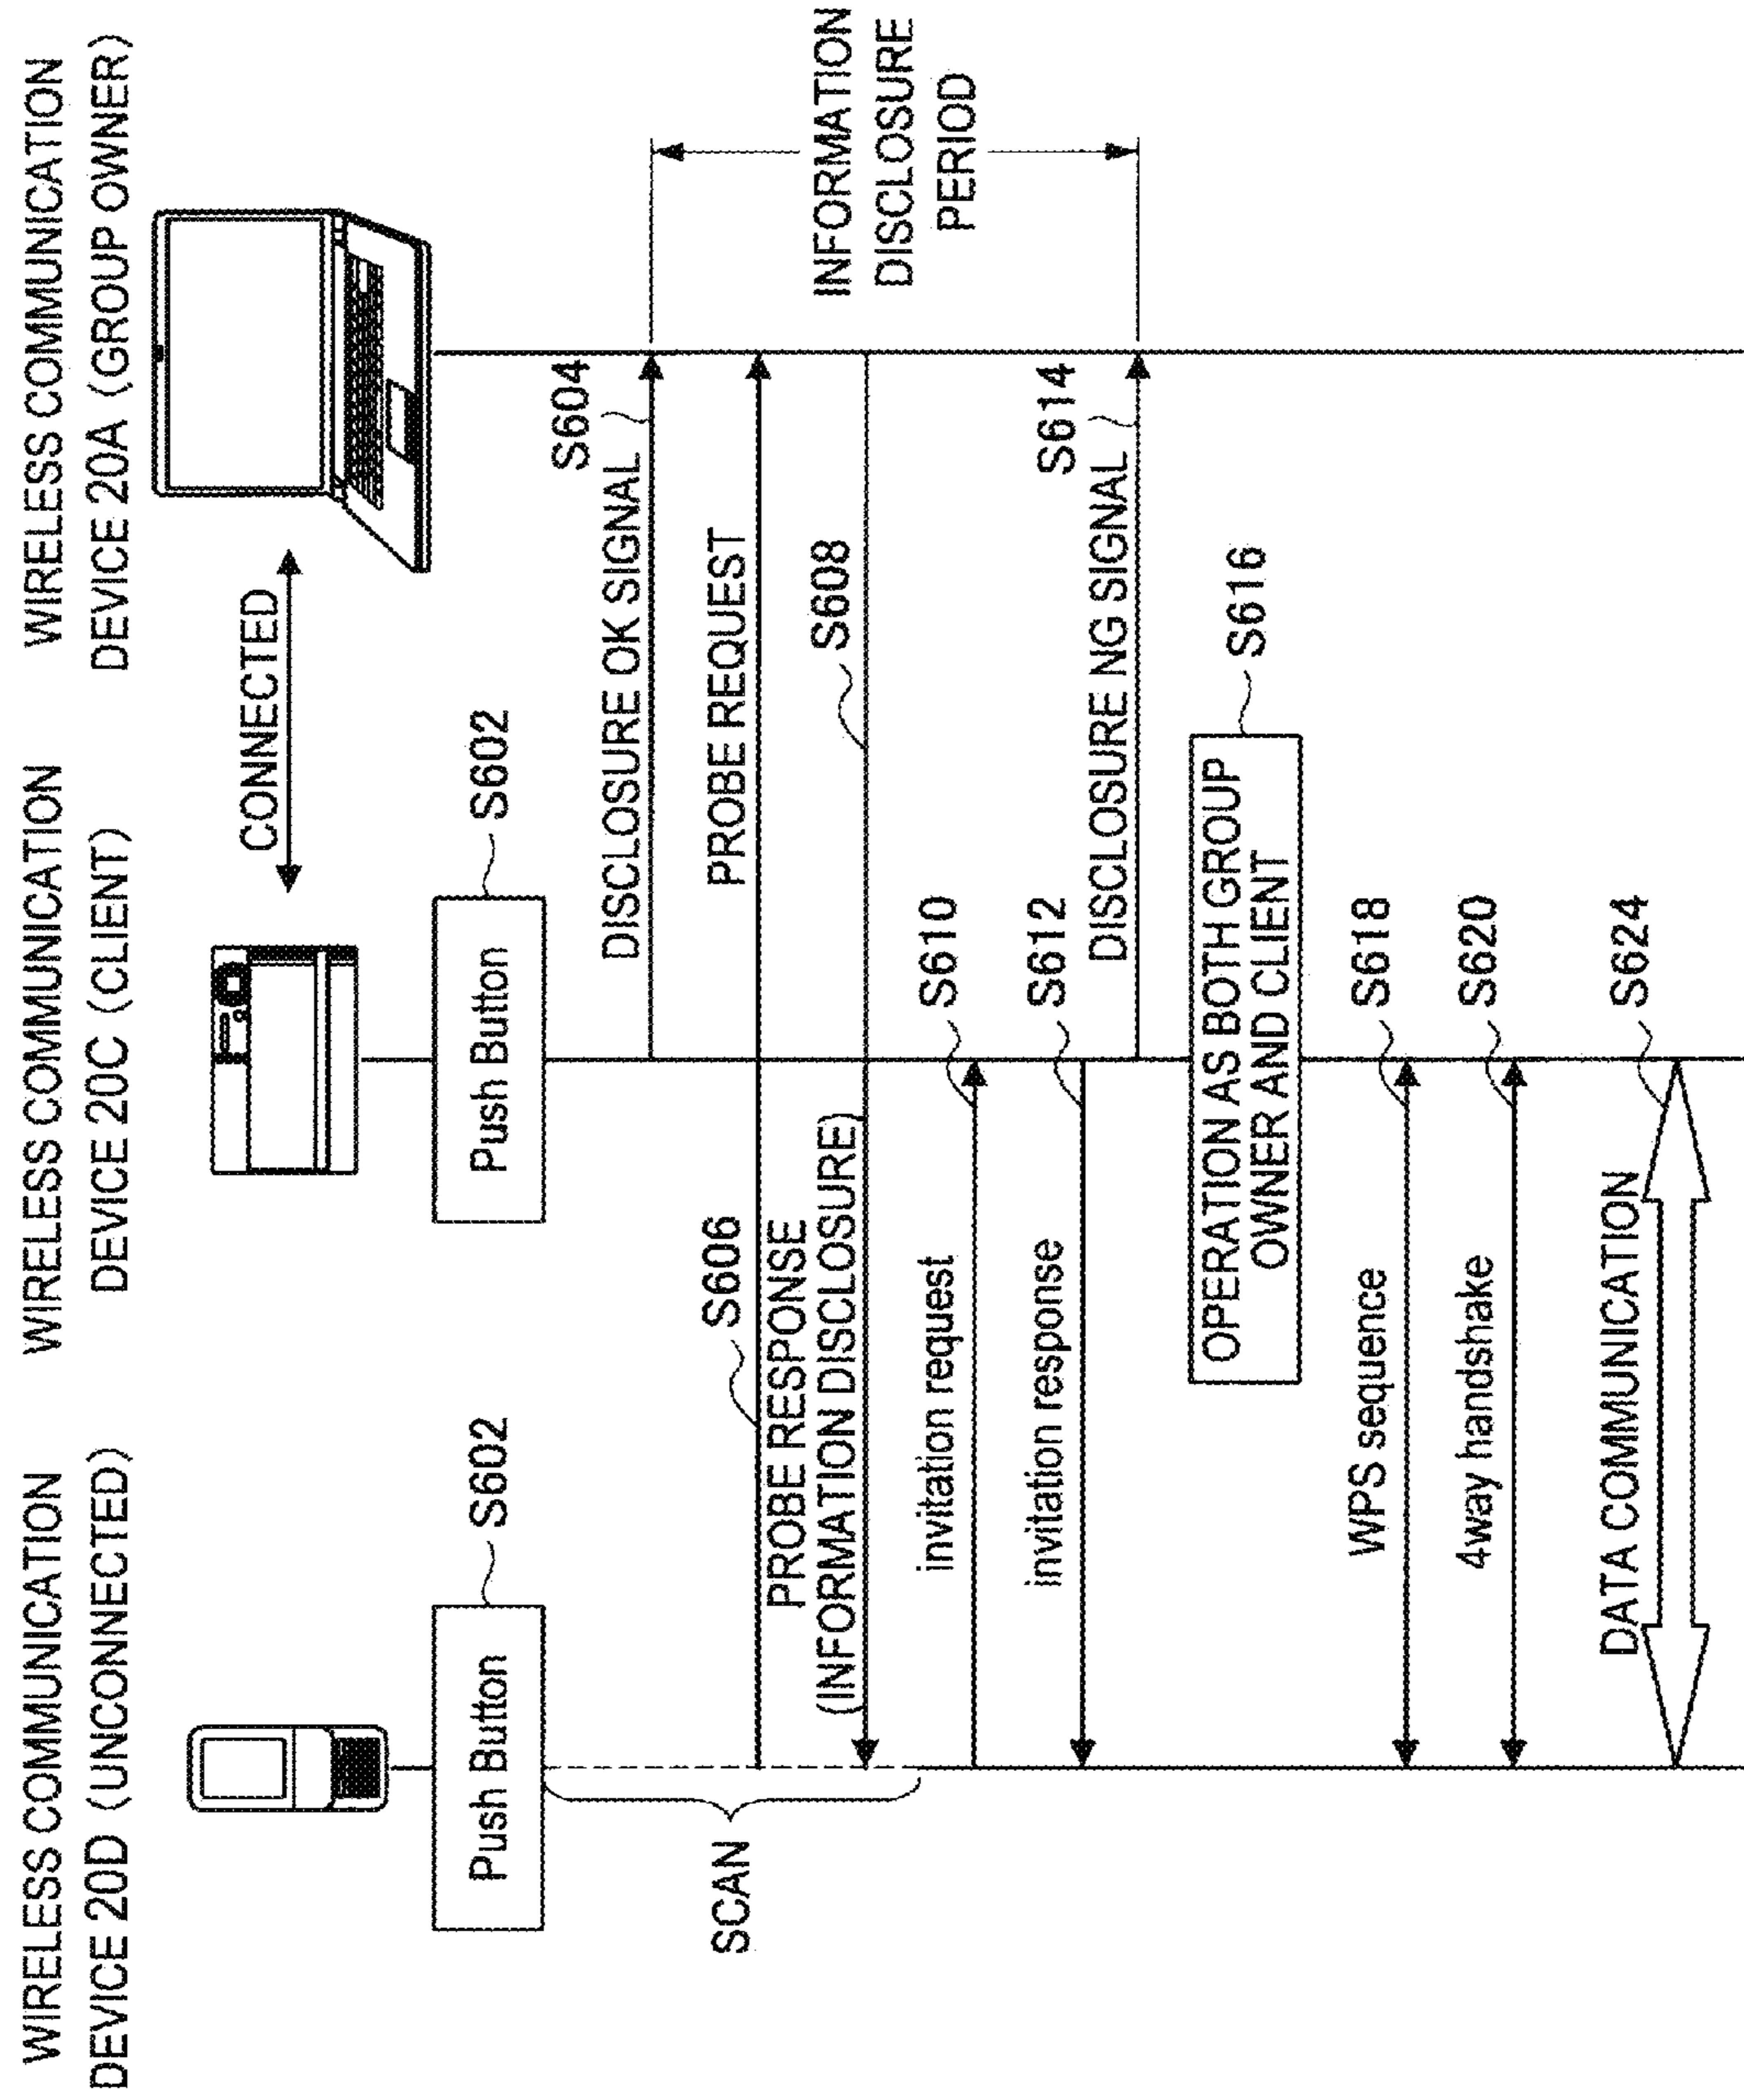 WIRELESS COMMUNICATION
DEVICE 20D (UNCONNECTED)
WIRELESS COMMUNICATION
DEVICE 20C (CLIENT)
WIRELESS COMMUNICATION
DEVICE 20A (GROUP OWNER)
CONNECTED
Push Button
S602
Push Button
S602
S604
DISCLOSURE OK SIGNAL
SCAN
S606
PROBE REQUEST
PROBE RESPONSE
(INFORMATION DISCLOSURE)
S608
INFORMATION
DISCLOSURE
PERIOD
invitation request
S610
invitation response
S612
S614
DISCLOSURE NG SIGNAL
OPERATION AS BOTH GROUP
OWNER AND CLIENT
S616
WPS sequence
S618
4way handshake
S620
DATA COMMUNICATION
S624